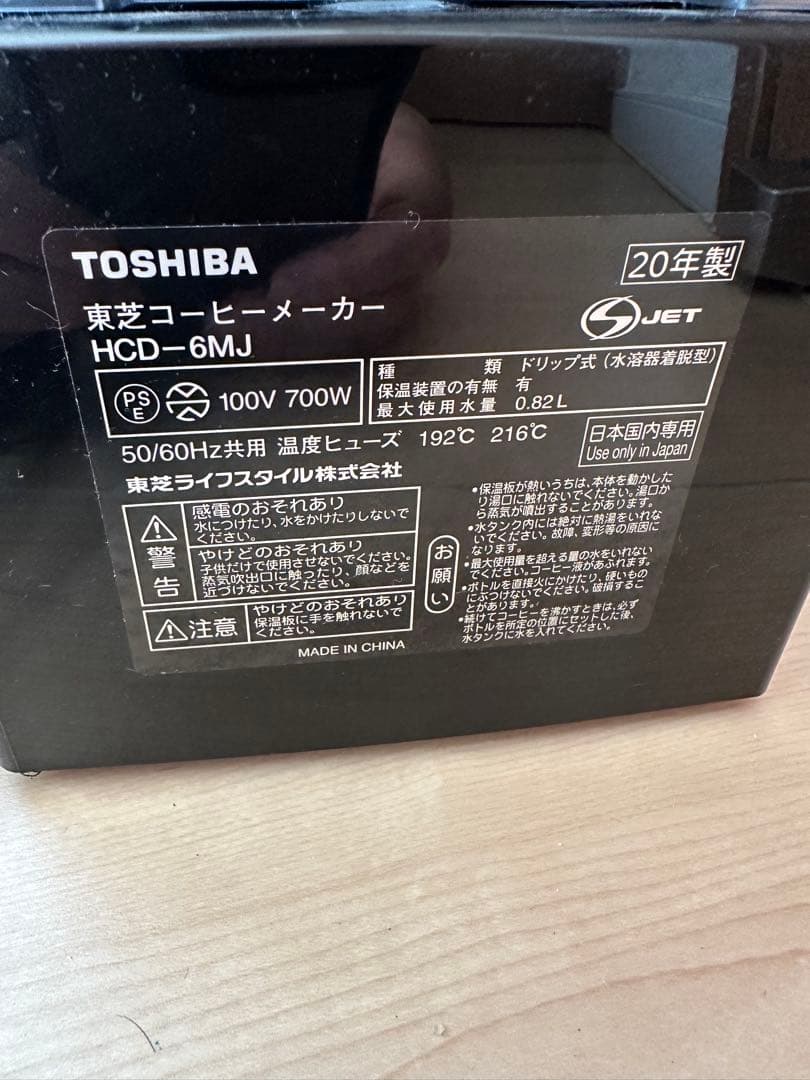 TOSHIBA
20年製
東芝コーヒーメーカー
HCD-6MJ
S JET
PS
E
100V 700W
種類 ドリップ式(水溶器着脱型)
保温装置の有無 有
最大使用水量 0.82L
50/60Hz共用 温度ヒューズ 192℃ 216℃
日本国内専用
Use only in Japan
東芝ライフスタイル株式会社
警告
感電のおそれあり
水につけたり、水をかけたりしないで
ください。
やけどのおそれあり
子供だけで使用させないでください。
蒸気吹出口に触ったり、顔などを
近づけないでください。
注意
やけどのおそれあり
保温板に手を触れないで
ください。
お願い
•保温板が熱いうちは、本体を動かした
り湯口に触れないでください。湯口か
ら蒸気が噴出することがあります。
•水タンク内には絶対に熱湯をいれな
いでください。故障、変形等の原因に
なります。
•最大使用量を超える量の水をいれない
でください。コーヒー液があふれます。
•ボトルを直接火にかけたり、硬いもの
にぶつけないでください。破損するこ
とがあります。
•続けてコーヒーを沸かすときは、必ず
ボトルを所定の位置にセットした後、
水タンクに水を入れてください。
MADE IN CHINA